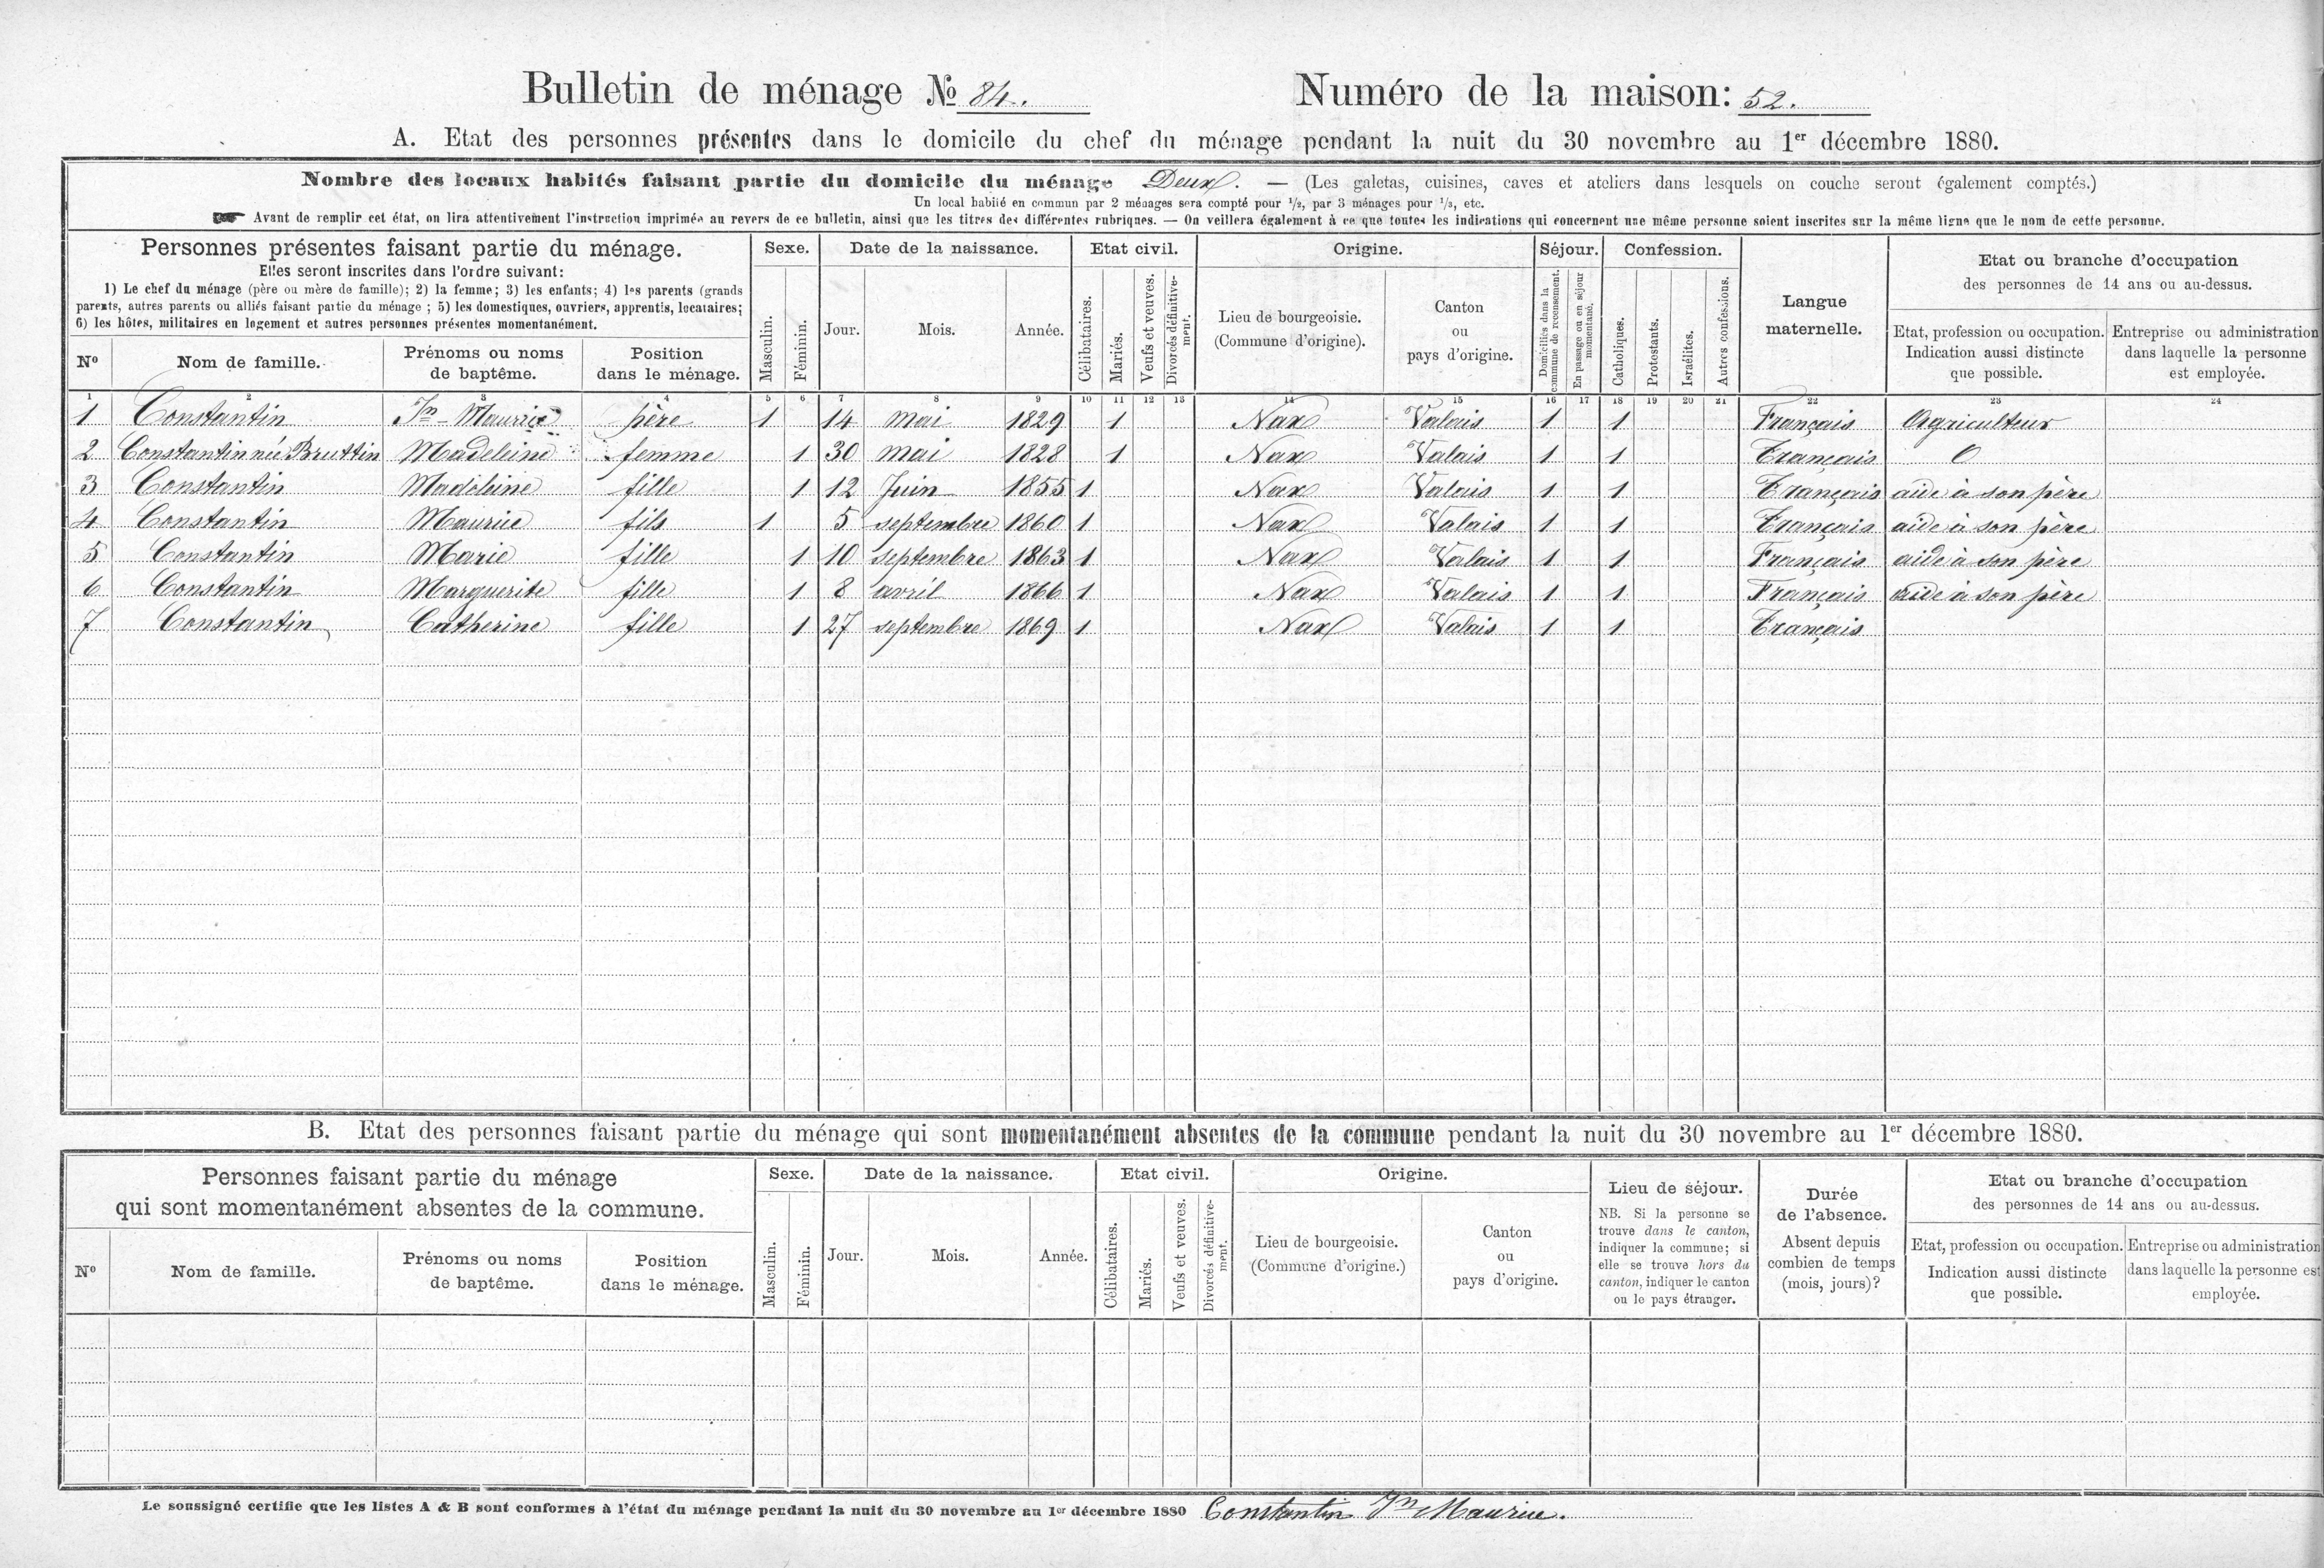 Bulletin de ménage No 84. Numéro de la maison: 52.
A. Etat des personnes présentes dans le domicile du chef du ménage pendant la nuit du 30 novembre au 1er décembre 1880.
Nombre des locaux habités faisant partie du domicile du ménage Deux. — (Les galetas, cuisines, caves et ateliers dans lesquels on couche seront également comptés.)
Un local habité en commun par 2 ménages sera compté pour 1/2, par 3 ménages pour 1/3, etc.
Avant de remplir cet état, on lira attentivement l'instruction imprimée au revers de ce bulletin, ainsi que les titres des différentes rubriques. — On veillera également à ce que toutes les indications qui concernent une même personne soient inscrites sur la même ligne que le nom de cette personne.
Personnes présentes faisant partie du ménage.
Elles seront inscrites dans l'ordre suivant:
1) Le chef du ménage (père ou mère de famille); 2) la femme; 3) les enfants; 4) les parents (grands
parents, autres parents ou alliés faisant partie du ménage; 5) les domestiques, ouvriers, apprentis, locataires;
6) les hôtes, militaires en logement et autres personnes présentes momentanément.
No
Nom de famille.
Prénoms ou noms
de baptême.
Position
dans le ménage.
Sexe.
Masculin.
Féminin.
Date de la naissance.
Jour.
Mois.
Année.
Etat civil.
Célibataires.
Mariés.
Veufs et veuves.
Divorcés définitive-
ment.
Origine.
Lieu de bourgeoisie.
(Commune d'origine).
Canton
ou
pays d'origine.
Séjour.
Domiciliés dans la
commune de recensement.
En passage ou en séjour
momentané.
Confession.
Catholiques.
Protestants.
Israélites.
Autres confessions.
Langue
maternelle.
Etat ou branche d'occupation
des personnes de 14 ans ou au-dessus.
Etat, profession ou occupation.
Indication aussi distincte
que possible.
Entreprise ou administration
dans laquelle la personne
est employée.
1 2 3 4 5 6 7 8 9 10 11 12 13 14 15 16 17 18 19 20 21 22 23 24
1 Constantin Jn Maurice père 1 14 mai 1829 1 Nax Valais 1 1 Français Agriculteur
2 Constantin née Bruttin Madeleine femme 1 30 mai 1828 1 Nax Valais 1 1 Français 0
3 Constantin Madeleine fille 1 12 Juin 1855 1 Nax Valais 1 1 Français aide à son père
4 Constantin Maurice fils 1 5 septembre 1860 1 Nax Valais 1 1 Français aide à son père
5 Constantin Marie fille 1 10 septembre 1863 1 Nax Valais 1 1 Français aide à son père
6 Constantin Marguerite fille 1 8 avril 1866 1 Nax Valais 1 1 Français aide à son père
7 Constantin Catherine fille 1 27 septembre 1869 1 Nax Valais 1 1 Français
B. Etat des personnes faisant partie du ménage qui sont momentanément absentes de la commune pendant la nuit du 30 novembre au 1er décembre 1880.
Personnes faisant partie du ménage
qui sont momentanément absentes de la commune.
No
Nom de famille.
Prénoms ou noms
de baptême.
Position
dans le ménage.
Sexe.
Masculin.
Féminin.
Date de la naissance.
Jour.
Mois.
Année.
Etat civil.
Célibataires.
Mariés.
Veufs et veuves.
Divorcés définitive-
ment.
Origine.
Lieu de bourgeoisie.
(Commune d'origine.)
Canton
ou
pays d'origine.
Lieu de séjour.
NB. Si la personne se
trouve dans le canton,
indiquer la commune; si
elle se trouve hors du
canton, indiquer le canton
ou le pays étranger.
Durée
de l'absence.
Absent depuis
combien de temps
(mois, jours)?
Etat ou branche d'occupation
des personnes de 14 ans ou au-dessus.
Etat, profession ou occupation.
Indication aussi distincte
que possible.
Entreprise ou administration
dans laquelle la personne est
employée.
Le soussigné certifie que les listes A & B sont conformes à l'état du ménage pendant la nuit du 30 novembre au 1er décembre 1880 Constantin Jn Maurice.